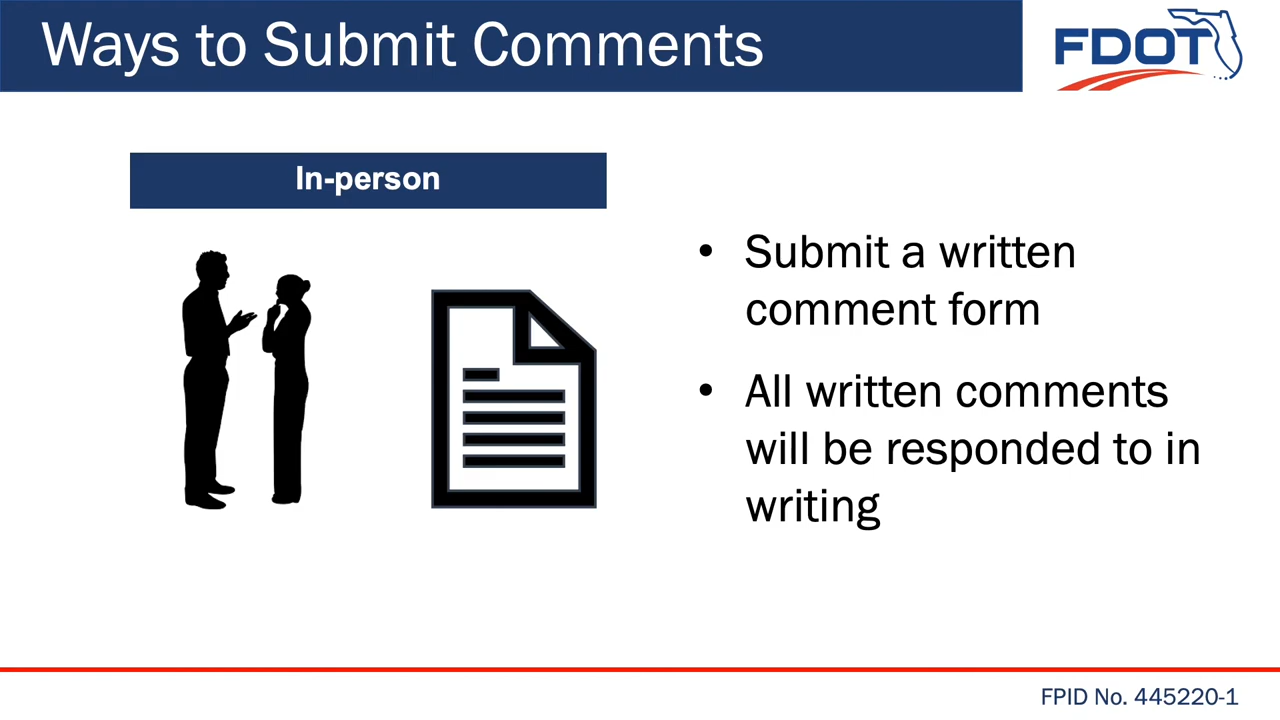 Ways to Submit Comments
FDOT
In-person
• Submit a written
comment form
• All written comments
will be responded to in
writing
FPID No. 445220-1